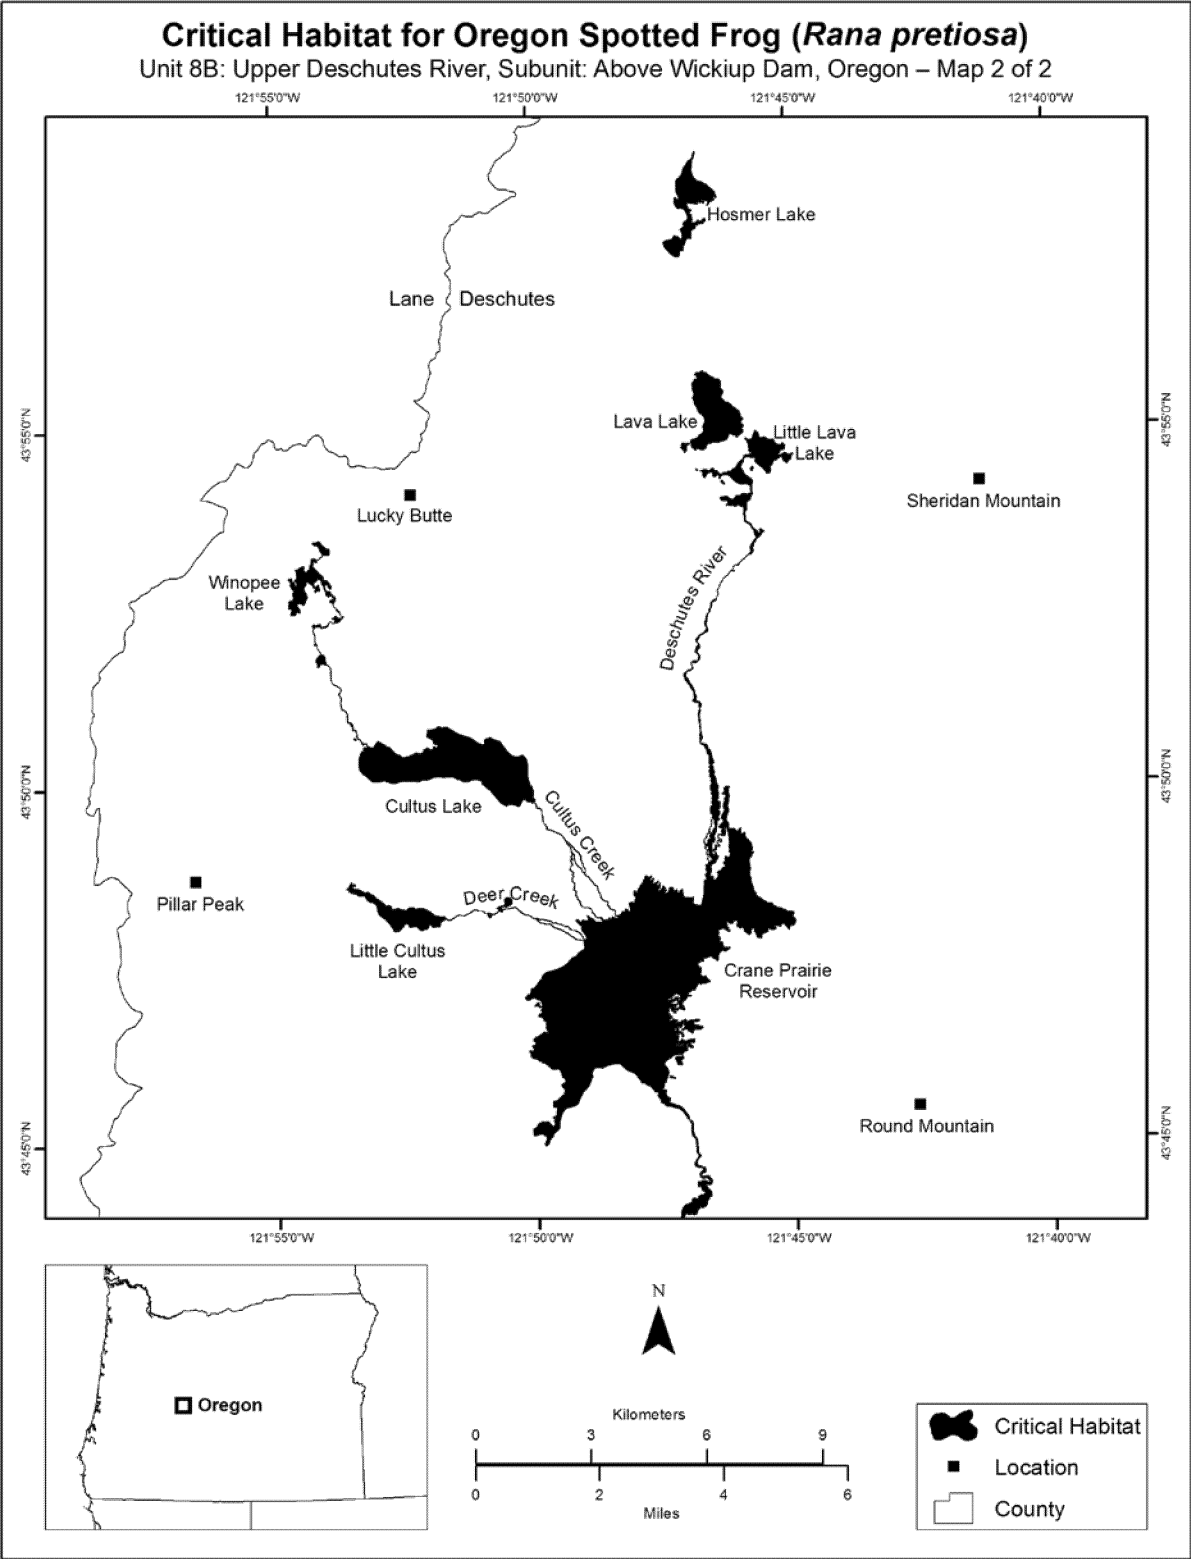 Critical Habitat for Oregon Spotted Frog (Rana pretiosa)
Unit 8B: Upper Deschutes River, Subunit: Above Wickiup Dam, Oregon – Map 2 of 2
121°55'0"W
121°50'0"W
121°45'0"W
121°40'0"W
Hosmer Lake
Lane
Deschutes
43°55'0"N
43°55'0"N
Lava Lake
Little Lava
Lake
Lucky Butte
Sheridan Mountain
Winopee
Lake
Deschutes River
43°50'0"N
43°50'0"N
Cultus Lake
Cultus Creek
Pillar Peak
Deer Creek
Little Cultus
Lake
Crane Prairie
Reservoir
Round Mountain
43°45'0"N
43°45'0"N
121°55'0"W
121°50'0"W
121°45'0"W
121°40'0"W
Oregon
N
Kilometers
0 3 6 9
0 2 4 6
Miles
Critical Habitat
Location
County